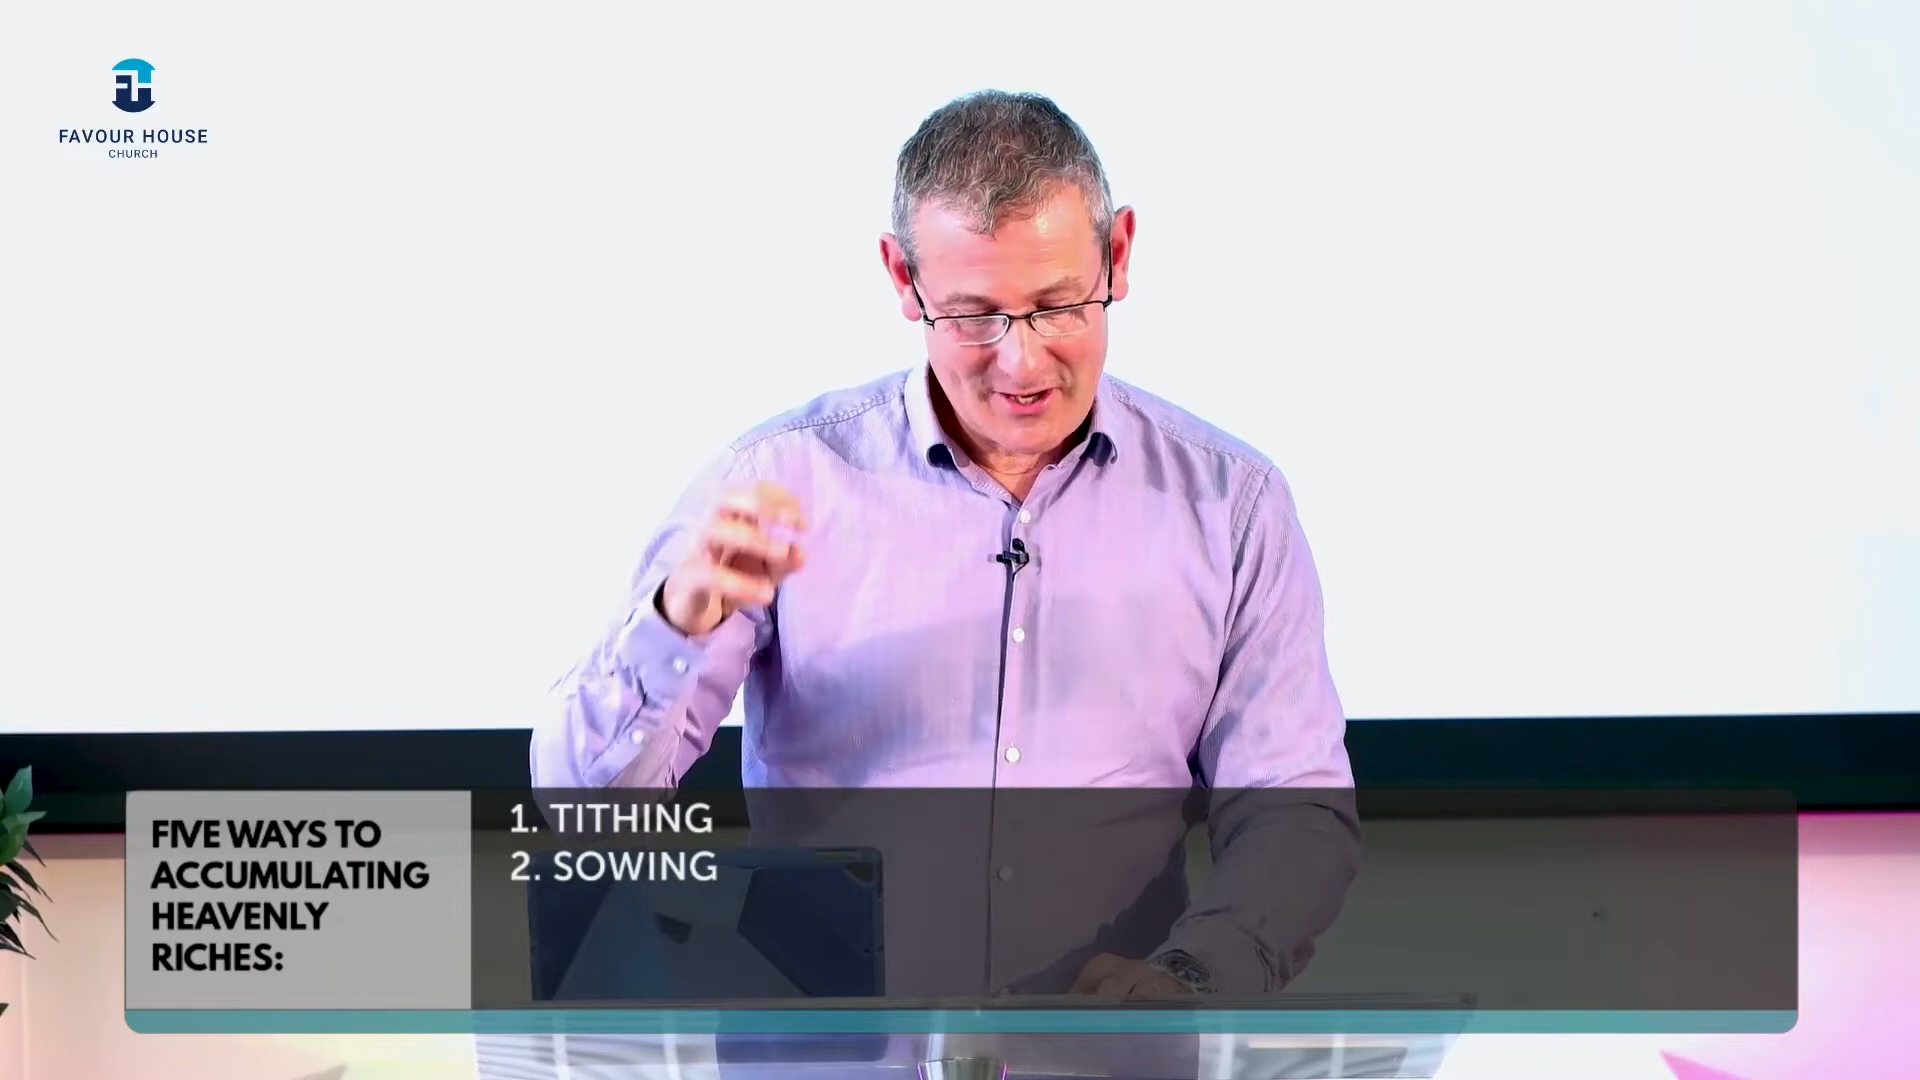 FAVOUR HOUSE
CHURCH
FIVE WAYS TO
ACCUMULATING
HEAVENLY
RICHES:
1. TITHING
2. SOWING